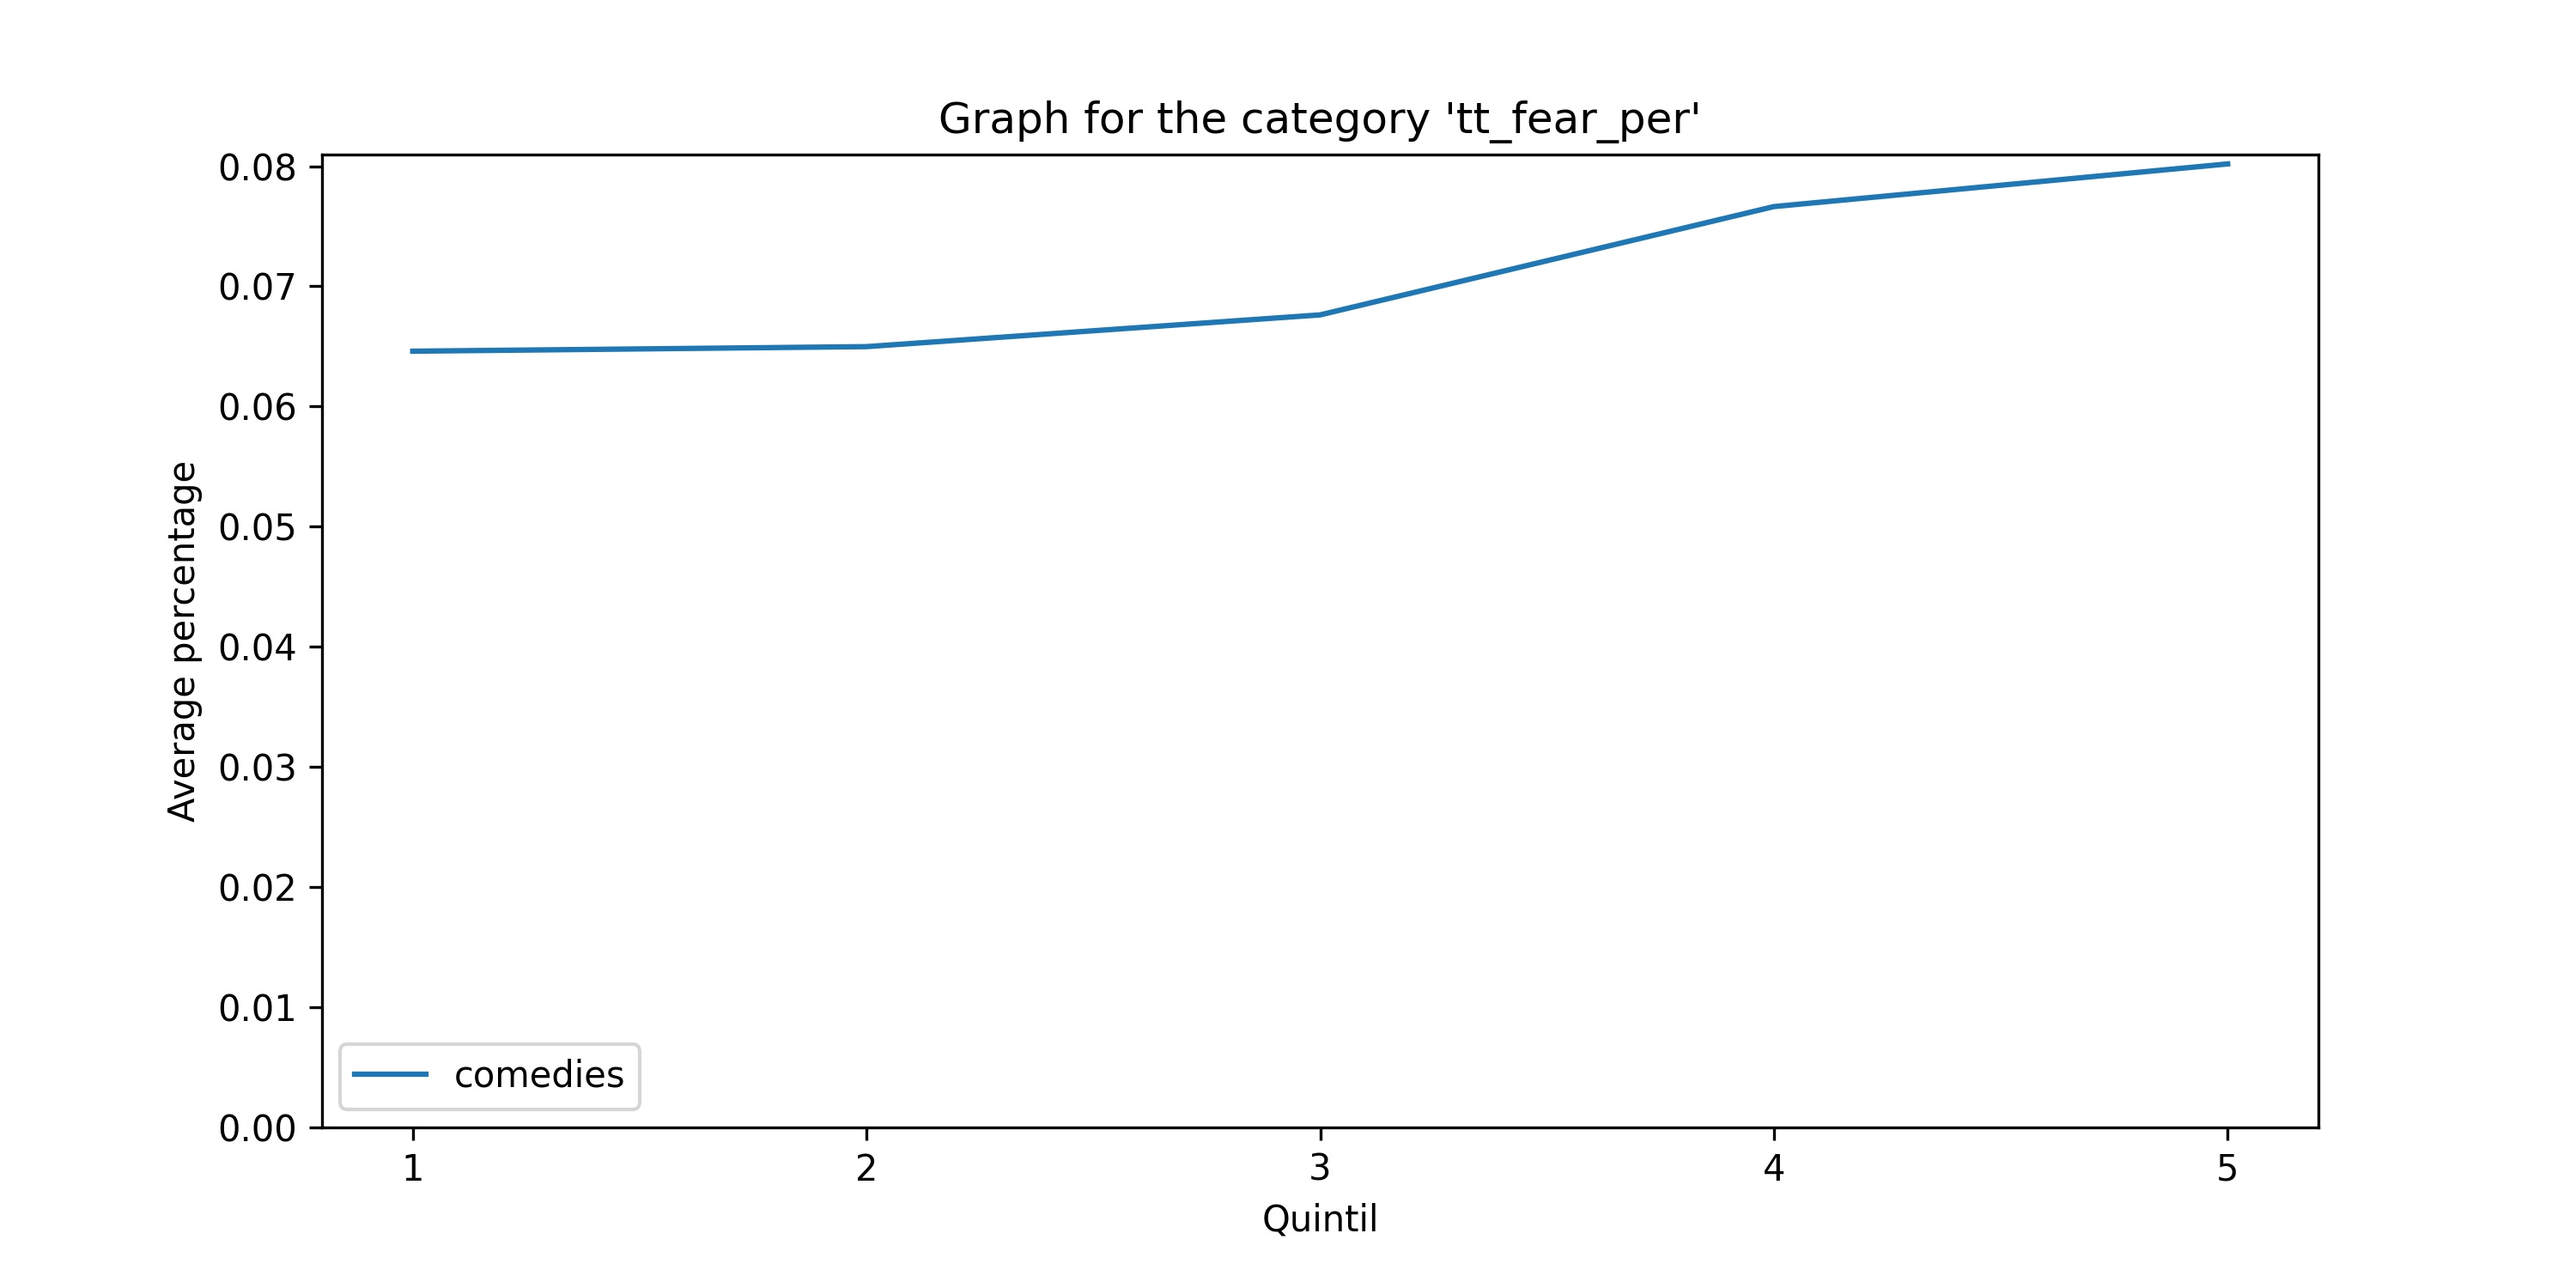 Graph for the category 'tt_fear_per'
0.08
0.07
0.06
0.05
0.04
0.03
0.02
0.01
0.00
Average percentage
comedies
1 2 3 4 5
Quintil